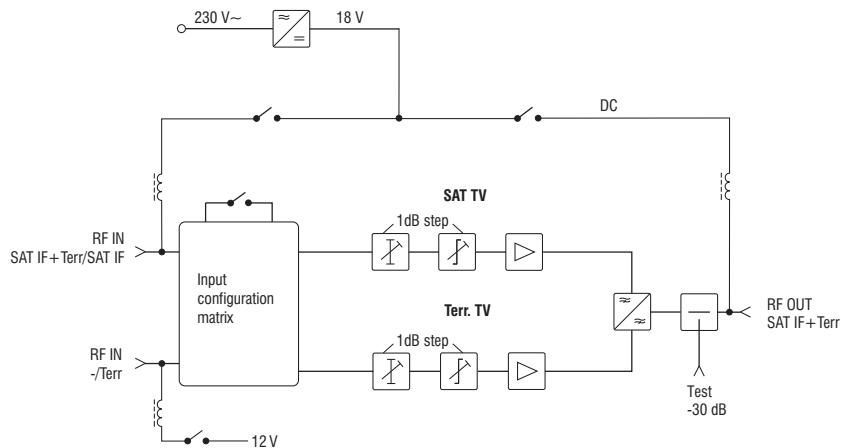 230 V~
18 V
DC
SAT TV
1dB step
RF IN
SAT IF+Terr/SAT IF
Input
configuration
matrix
Terr. TV
RF OUT
SAT IF+Terr
1dB step
RF IN
-/Terr
Test
-30 dB
12 V